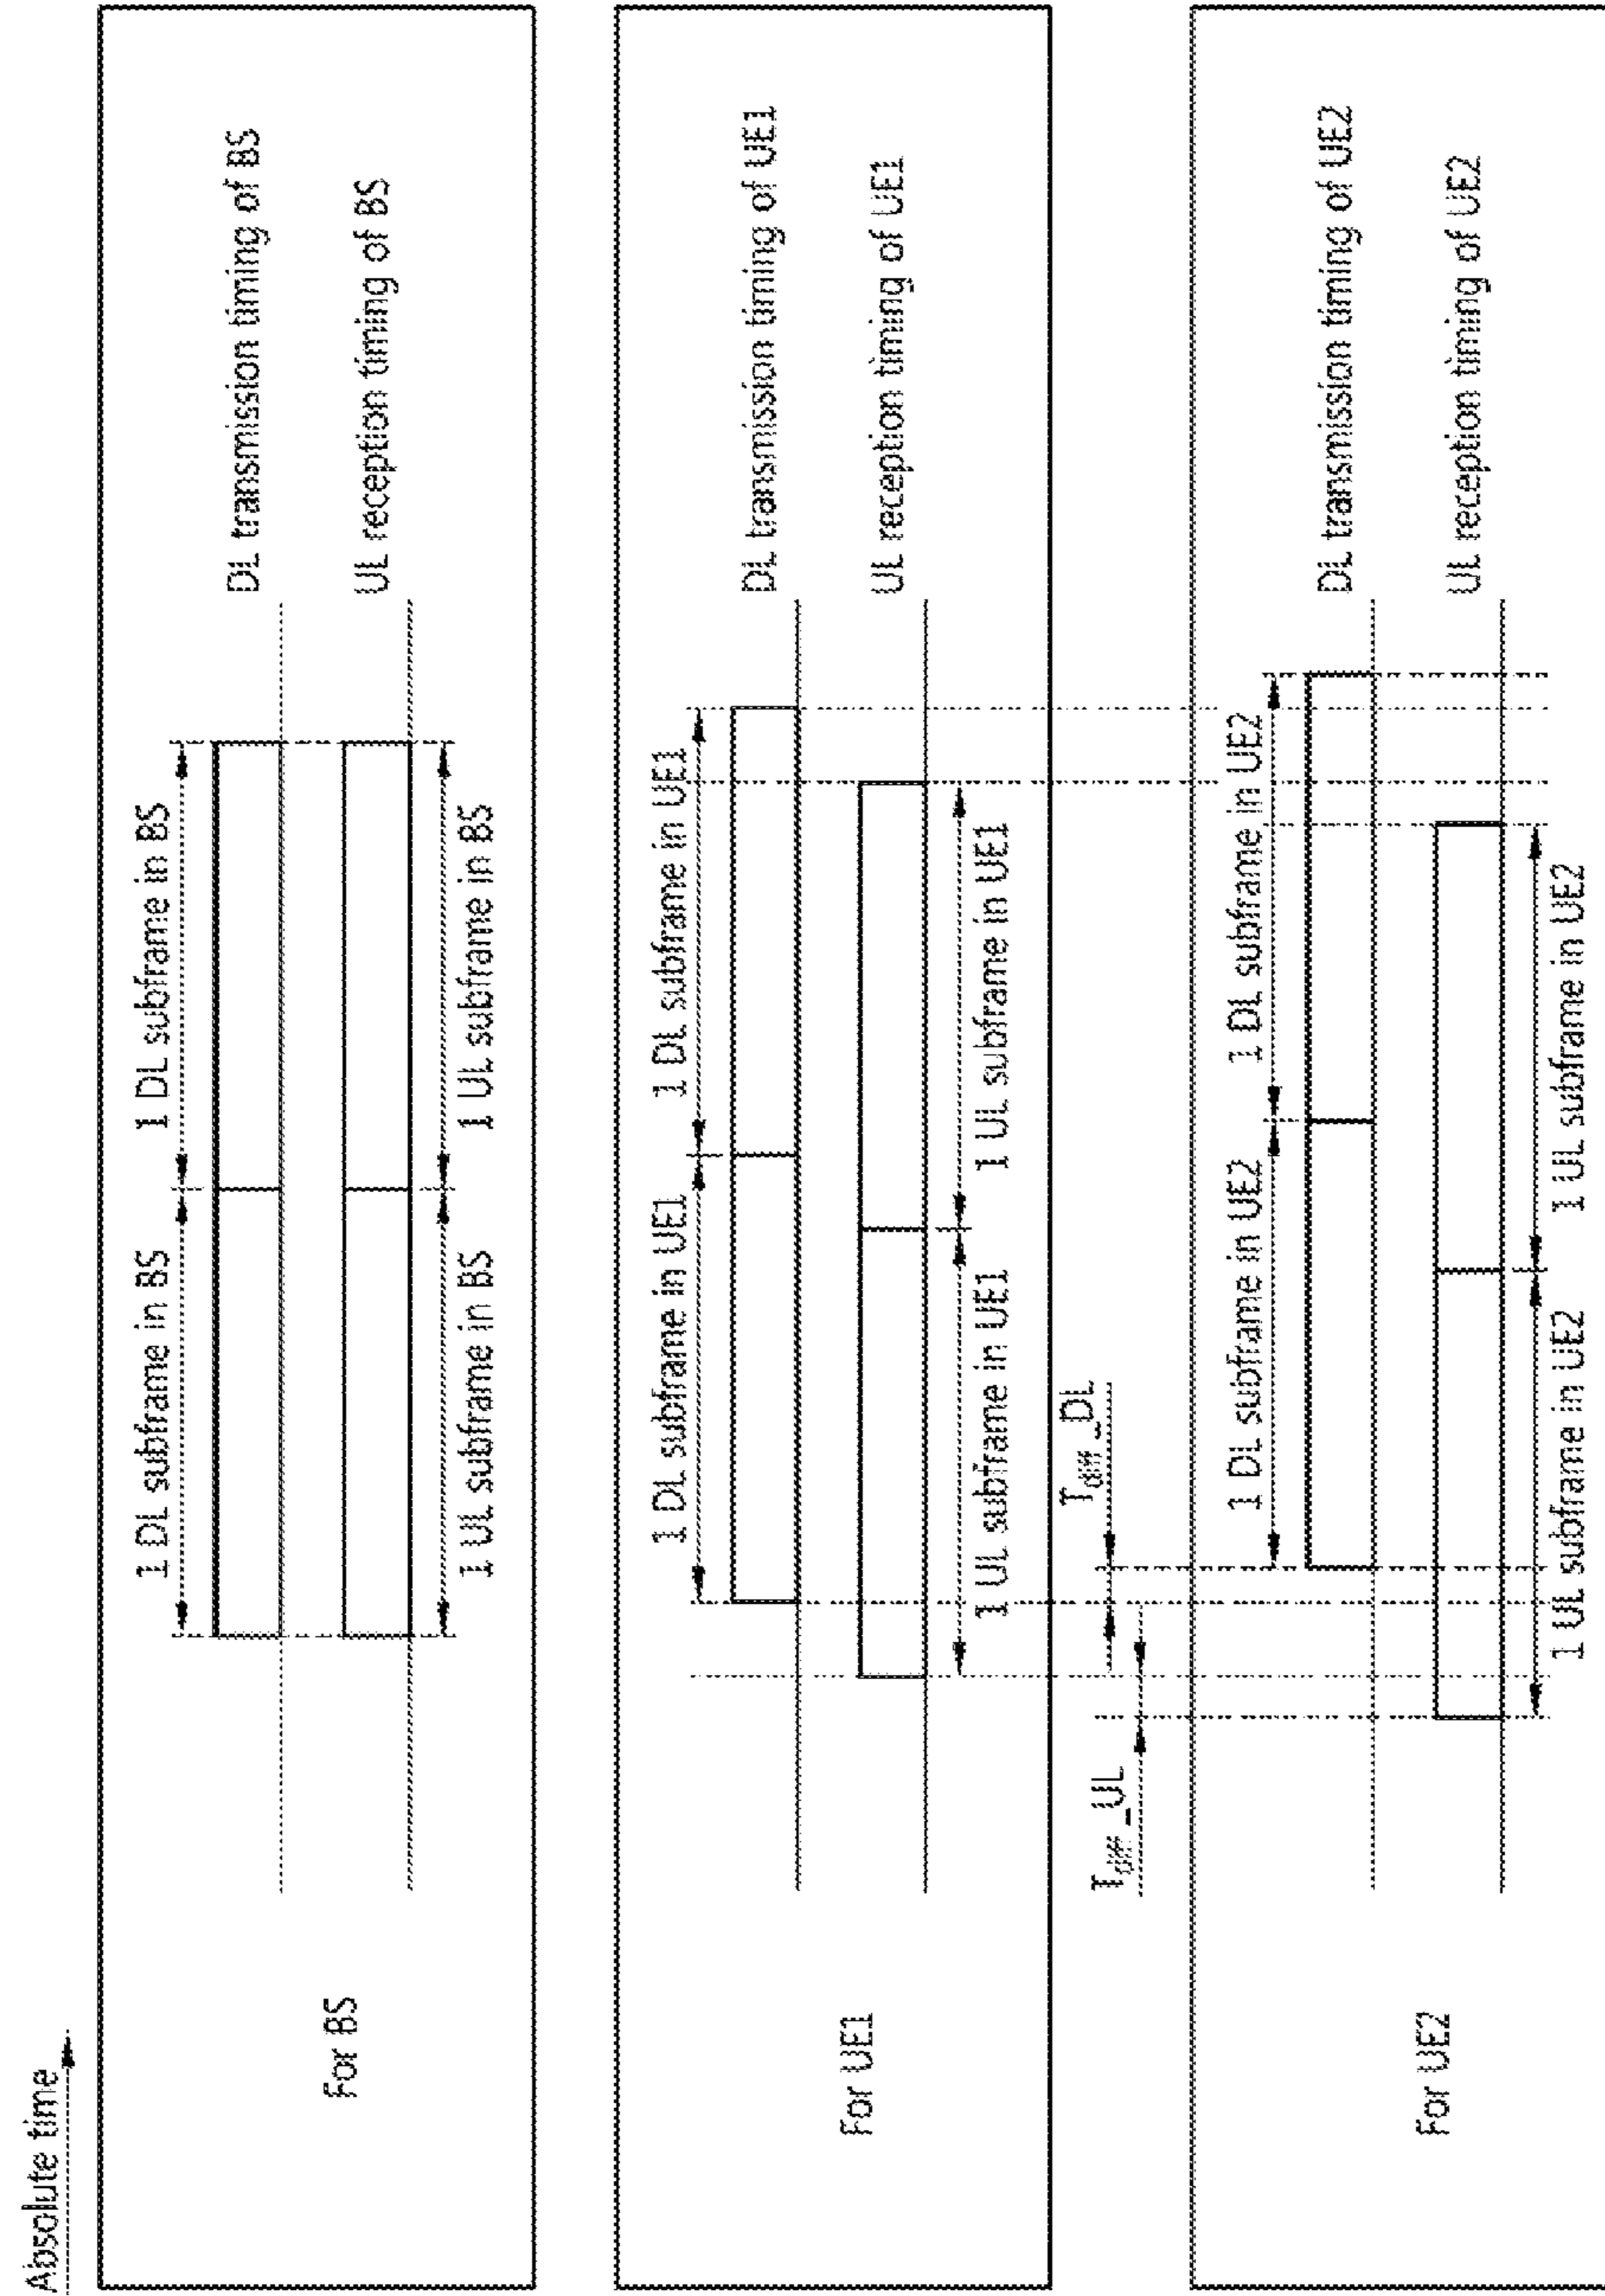 Absolute time
For BS
1 DL subframe in BS
1 DL subframe in BS
DL transmission timing of BS
UL reception timing of BS
1 UL subframe in BS
1 UL subframe in BS
For UE1
1 DL subframe in UE1
1 DL subframe in UE1
DL transmission timing of UE1
UL reception timing of UE1
1 UL subframe in UE1
1 UL subframe in UE1
Tdiff_DL
Tdiff_UL
For UE2
1 DL subframe in UE2
1 DL subframe in UE2
DL transmission timing of UE2
UL reception timing of UE2
1 UL subframe in UE2
1 UL subframe in UE2